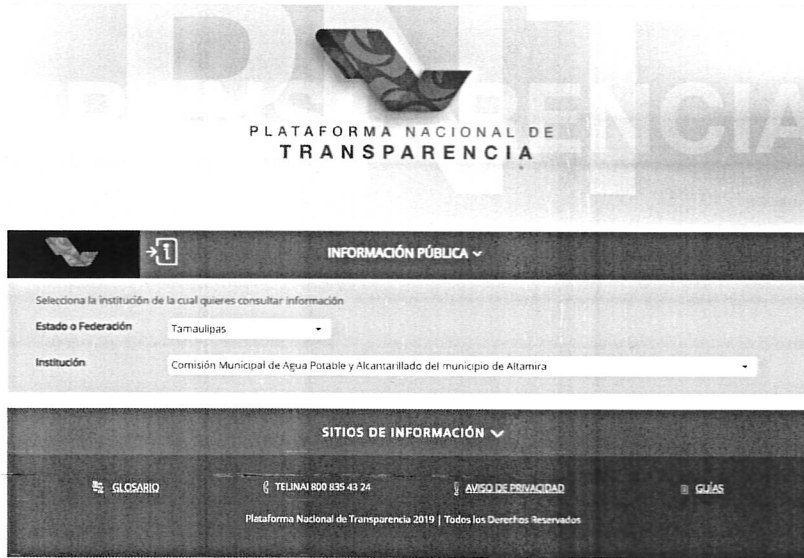 PNT
TRANSPARENCIA
PLATAFORMA NACIONAL DE
TRANSPARENCIA
INFORMACIÓN PÚBLICA
Selecciona la institución de la cual quieres consultar información
Estado o Federación Tamaulipas
Institución Comisión Municipal de Agua Potable y Alcantarillado del municipio de Altamira
SITIOS DE INFORMACIÓN
GLOSARIO TELINAI 800 835 43 24 AVISO DE PRIVACIDAD GUÍAS
Plataforma Nacional de Transparencia 2019 | Todos los Derechos Reservados